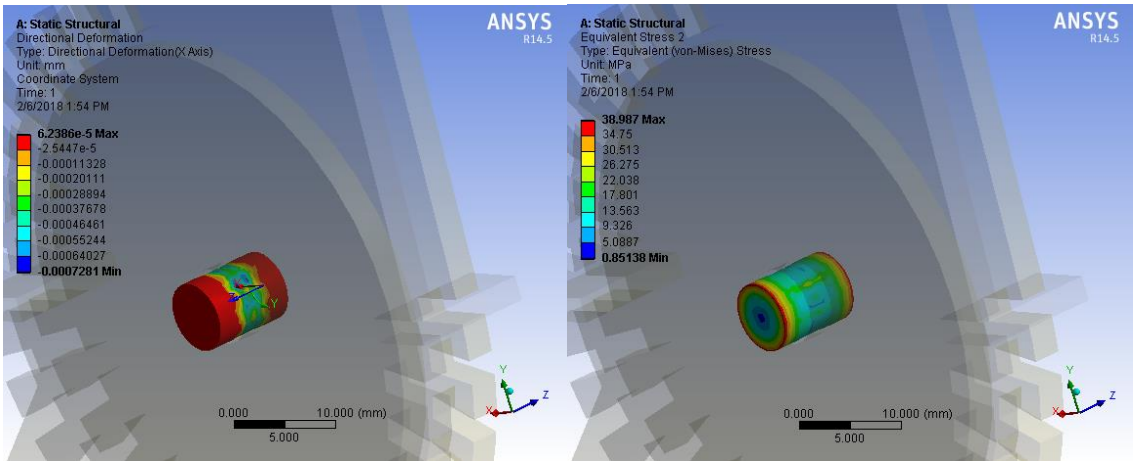 A: Static Structural
Directional Deformation
Type: Directional Deformation(X Axis)
Unit: mm
Coordinate System
Time: 1
2/6/2018 1:54 PM
6.2386e-5 Max
-2.5447e-5
-0.00011328
-0.00020111
-0.00028894
-0.00037678
-0.00046461
-0.00055244
-0.00064027
-0.0007281 Min
ANSYS
R14.5
Y
Y
Z
X
0.000 10.000 (mm)
5.000
A: Static Structural
Equivalent Stress 2
Type: Equivalent (von-Mises) Stress
Unit: MPa
Time: 1
2/6/2018 1:54 PM
38.987 Max
34.75
30.513
26.275
22.038
17.801
13.563
9.326
5.0887
0.85138 Min
ANSYS
R14.5
Y
Z
X
0.000 10.000 (mm)
5.000